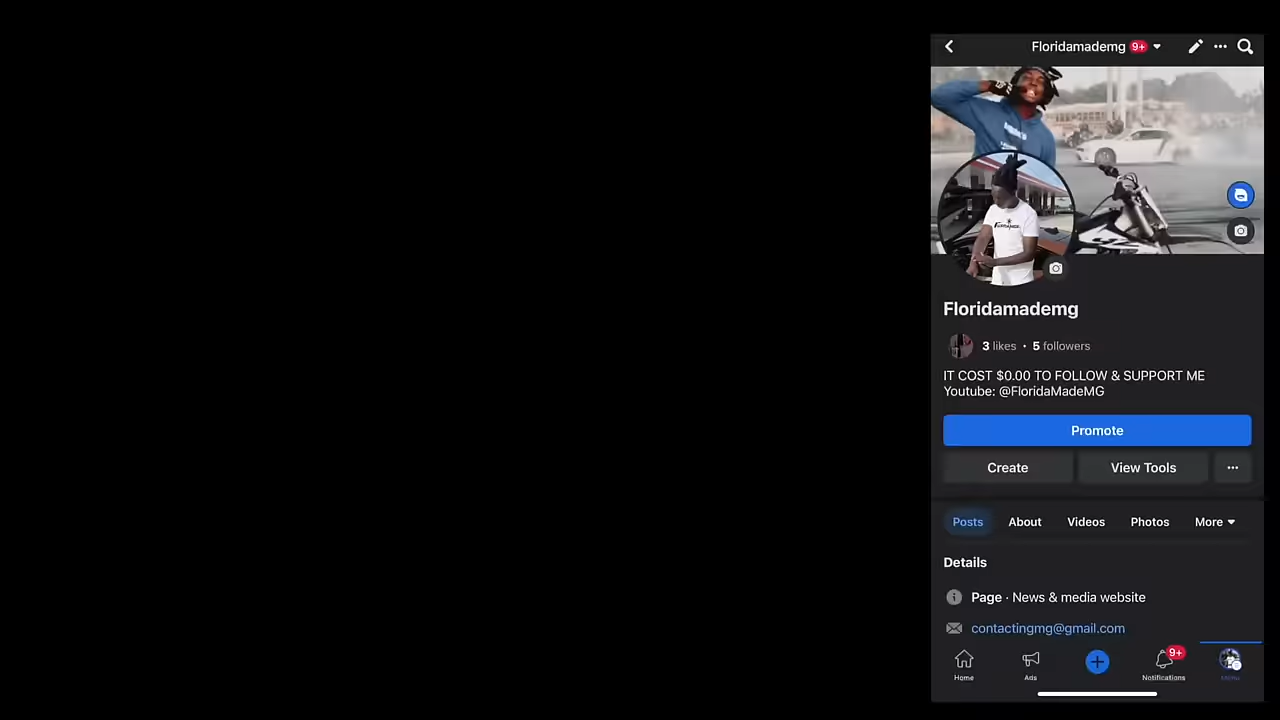 Floridamademg 9+
Floridamademg
3 likes • 5 followers
IT COST $0.00 TO FOLLOW & SUPPORT ME
Youtube: @FloridaMadeMG
Promote
Create
View Tools
Posts
About
Videos
Photos
More
Details
Page · News & media website
contactingmg@gmail.com
9+
Home
Ads
Notifications
Menu